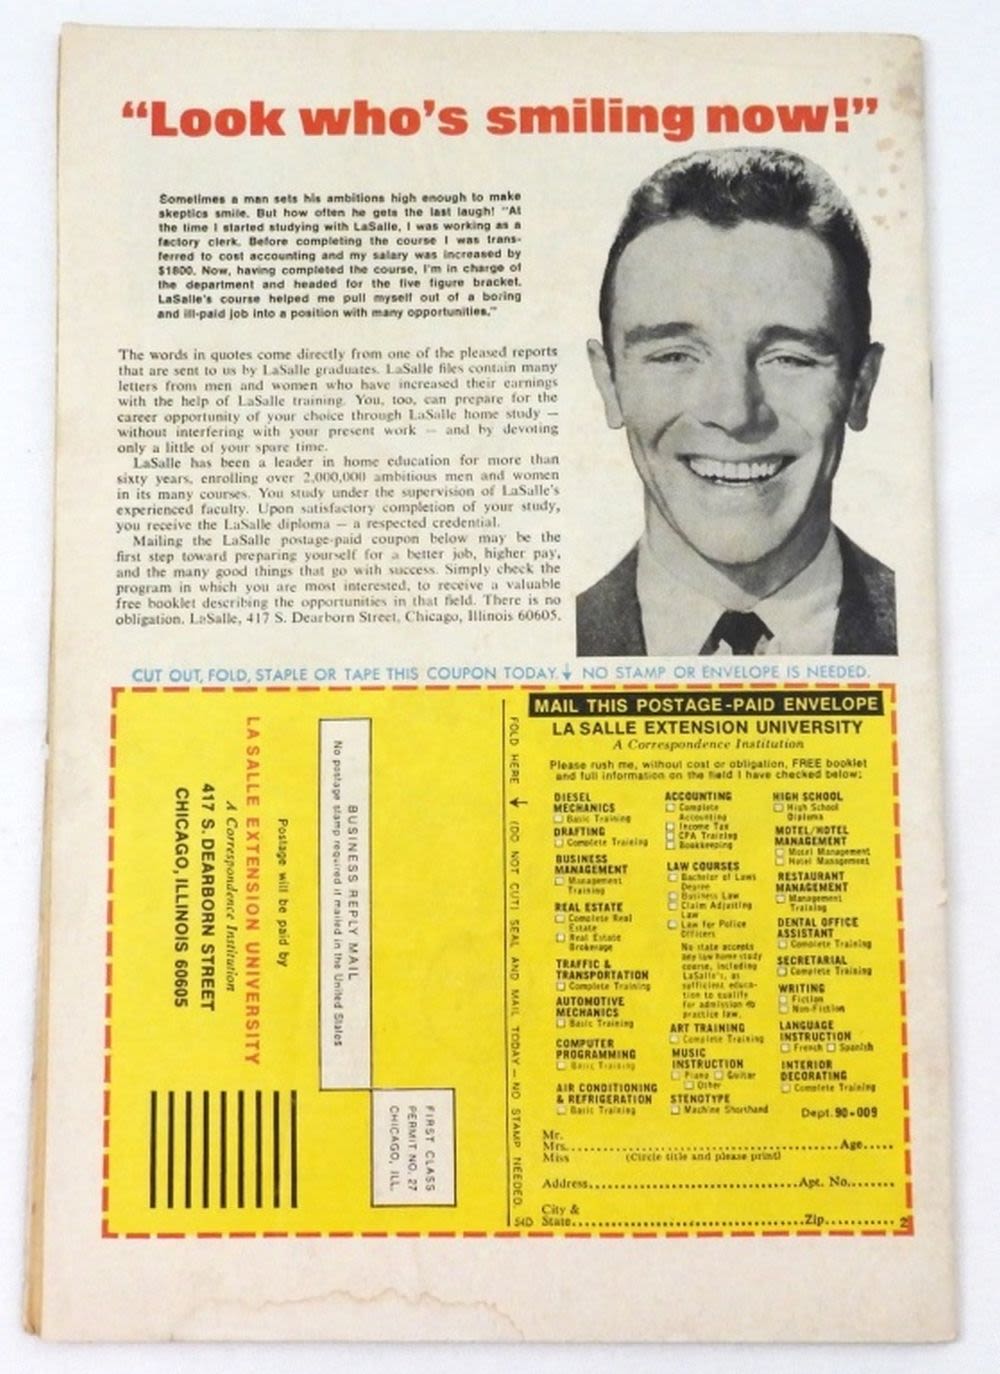 “Look who’s smiling now!”
Sometimes a man sets his ambitions high enough to make
skeptics smile. But how often he gets the last laugh! “At
the time I started studying with LaSalle, I was working as a
factory clerk. Before completing the course I was trans-
ferred to cost accounting and my salary was increased by
$1800. Now, having completed the course, I’m in charge of
the department and headed for the five figure bracket.
LaSalle’s course helped me pull myself out of a boring
and ill-paid job into a position with many opportunities.”
The words in quotes come directly from one of the pleased reports
that are sent to us by LaSalle graduates. LaSalle files contain many
letters from men and women who have increased their earnings
with the help of LaSalle training. You, too, can prepare for the
career opportunity of your choice through LaSalle home study —
without interfering with your present work — and by devoting
only a little of your spare time.
LaSalle has been a leader in home education for more than
sixty years, enrolling over 2,000,000 ambitious men and women
in its many courses. You study under the supervision of LaSalle’s
experienced faculty. Upon satisfactory completion of your study,
you receive the LaSalle diploma — a respected credential.
Mailing the LaSalle postage-paid coupon below may be the
first step toward preparing yourself for a better job, higher pay,
and the many good things that go with success. Simply check the
program in which you are most interested, to receive a valuable
free booklet describing the opportunities in that field. There is no
obligation. LaSalle, 417 S. Dearborn Street, Chicago, Illinois 60605.
CUT OUT, FOLD, STAPLE OR TAPE THIS COUPON TODAY ↓ NO STAMP OR ENVELOPE IS NEEDED.
FIRST CLASS
PERMIT NO. 27
CHICAGO, ILL.
BUSINESS REPLY MAIL
No postage stamp required if mailed in the United States
Postage will be paid by
LA SALLE EXTENSION UNIVERSITY
A Correspondence Institution
417 S. DEARBORN STREET
CHICAGO, ILLINOIS 60605
FOLD HERE → (DO NOT CUT) SEAL AND MAIL TODAY — NO STAMP NEEDED.
54D
MAIL THIS POSTAGE-PAID ENVELOPE
LA SALLE EXTENSION UNIVERSITY
A Correspondence Institution
Please rush me, without cost or obligation, FREE booklet
and full information on the field I have checked below:
DIESEL
MECHANICS
☐ Basic Training
DRAFTING
☐ Complete Training
BUSINESS
MANAGEMENT
☐ Management
Training
REAL ESTATE
☐ Complete Real
Estate
☐ Real Estate
Brokerage
TRAFFIC &
TRANSPORTATION
☐ Complete Training
AUTOMOTIVE
MECHANICS
☐ Basic Training
COMPUTER
PROGRAMMING
☐ Basic Training
AIR CONDITIONING
& REFRIGERATION
☐ Basic Training
ACCOUNTING
☐ Complete
Accounting
☐ Income Tax
☐ CPA Training
☐ Bookkeeping
LAW COURSES
☐ Bachelor of Laws
Degree
☐ Business Law
☐ Claim Adjusting
Law
☐ Law for Police
Officers
No state accepts
any law home study
course, including
LaSalle’s, as
sufficient educa-
tion to qualify
for admission to
practice law.
ART TRAINING
☐ Complete Training
MUSIC
INSTRUCTION
☐ Piano ☐ Guitar
☐ Other
STENOTYPE
☐ Machine Shorthand
HIGH SCHOOL
☐ High School
Diploma
MOTEL/HOTEL
MANAGEMENT
☐ Motel Management
☐ Hotel Management
RESTAURANT
MANAGEMENT
☐ Management
Training
DENTAL OFFICE
ASSISTANT
☐ Complete Training
SECRETARIAL
☐ Complete Training
WRITING
☐ Fiction
☐ Non-Fiction
LANGUAGE
INSTRUCTION
☐ French ☐ Spanish
INTERIOR
DECORATING
☐ Complete Training
Dept. 90-009
Mr.
Mrs. Age
Miss (Circle title and please print)
Address Apt. No.
City &
State Zip
2